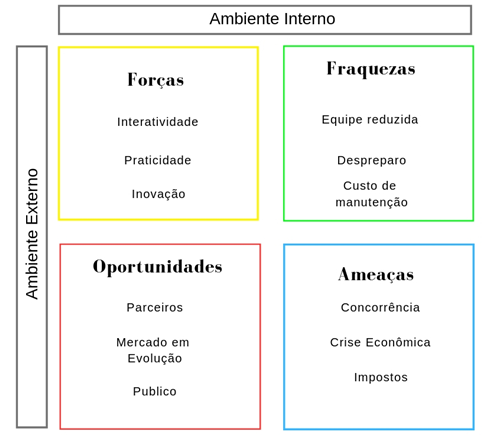 Ambiente Interno
Ambiente Externo
Forças
Interatividade
Praticidade
Inovação
Fraquezas
Equipe reduzida
Despreparo
Custo de
manutenção
Oportunidades
Parceiros
Mercado em
Evolução
Publico
Ameaças
Concorrência
Crise Econômica
Impostos